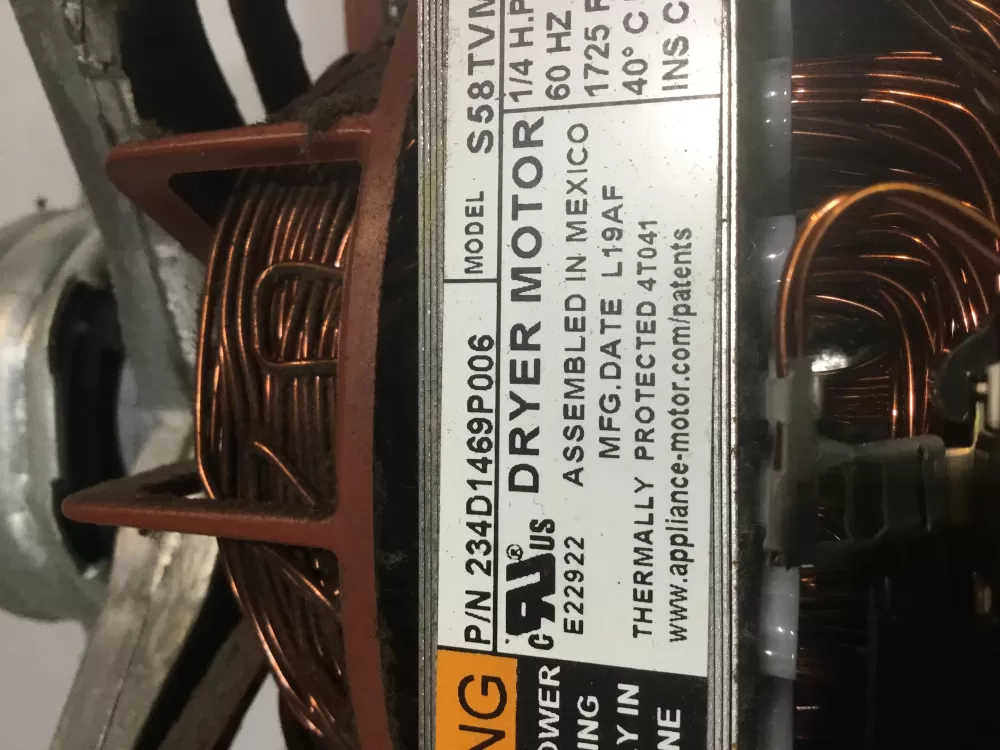 P/N 234D1469P006 MODEL S58TVM
c UL® US DRYER MOTOR
E22922 ASSEMBLED IN MEXICO
MFG.DATE L19AF
THERMALLY PROTECTED 4T041
www.appliance-motor.com/patents
1/4 H.P
60 HZ
1725 R
40° C
INS C
NG
OWER
ING
Y IN
NE